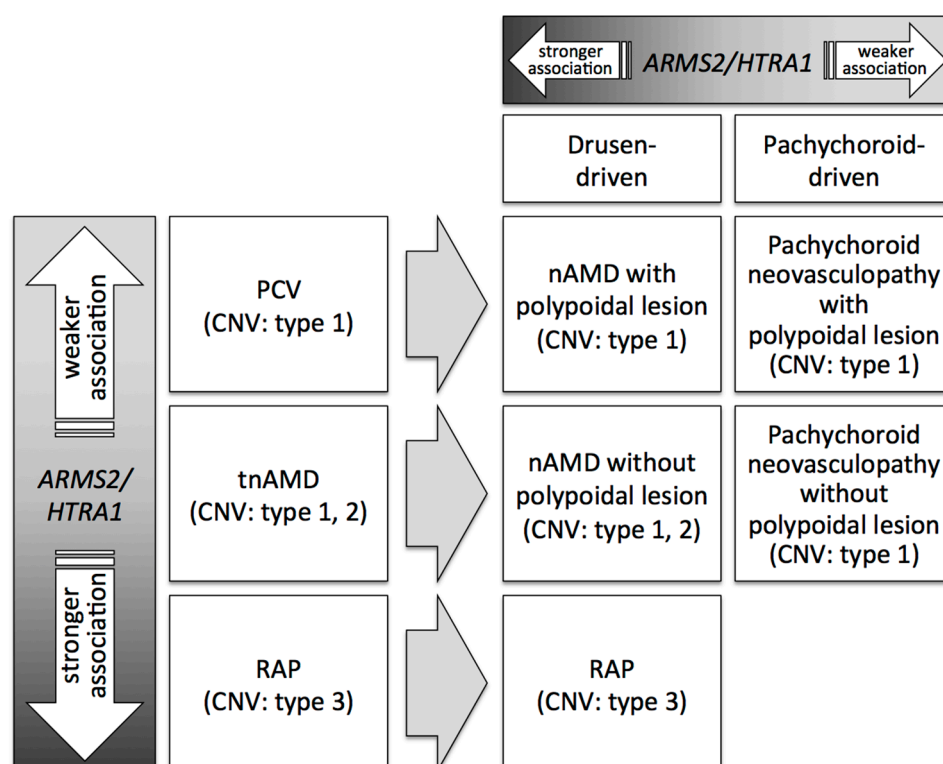 stronger
association
ARMS2/HTRA1
weaker
association
Drusen-
driven
Pachychoroid-
driven
weaker
association
ARMS2/
HTRA1
stronger
association
PCV
(CNV: type 1)
nAMD with
polypoidal lesion
(CNV: type 1)
Pachychoroid
neovasculopathy
with
polypoidal lesion
(CNV: type 1)
tnAMD
(CNV: type 1, 2)
nAMD without
polypoidal lesion
(CNV: type 1, 2)
Pachychoroid
neovasculopathy
without
polypoidal lesion
(CNV: type 1)
RAP
(CNV: type 3)
RAP
(CNV: type 3)